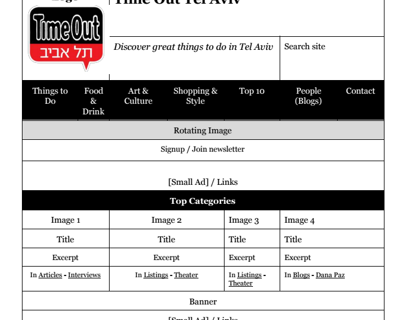 Time Out Tel Aviv
Time Out
תל אביב
Discover great things to do in Tel Aviv
Search site
Things to Do
Food & Drink
Art & Culture
Shopping & Style
Top 10
People (Blogs)
Contact
Rotating Image
Signup / Join newsletter
[Small Ad] / Links
Top Categories
Image 1 Image 2 Image 3 Image 4
Title Title Title Title
Excerpt Excerpt Excerpt Excerpt
In Articles - Interviews
In Listings - Theater
In Listings - Theater
In Blogs - Dana Paz
Banner
[Small Ad] / Links